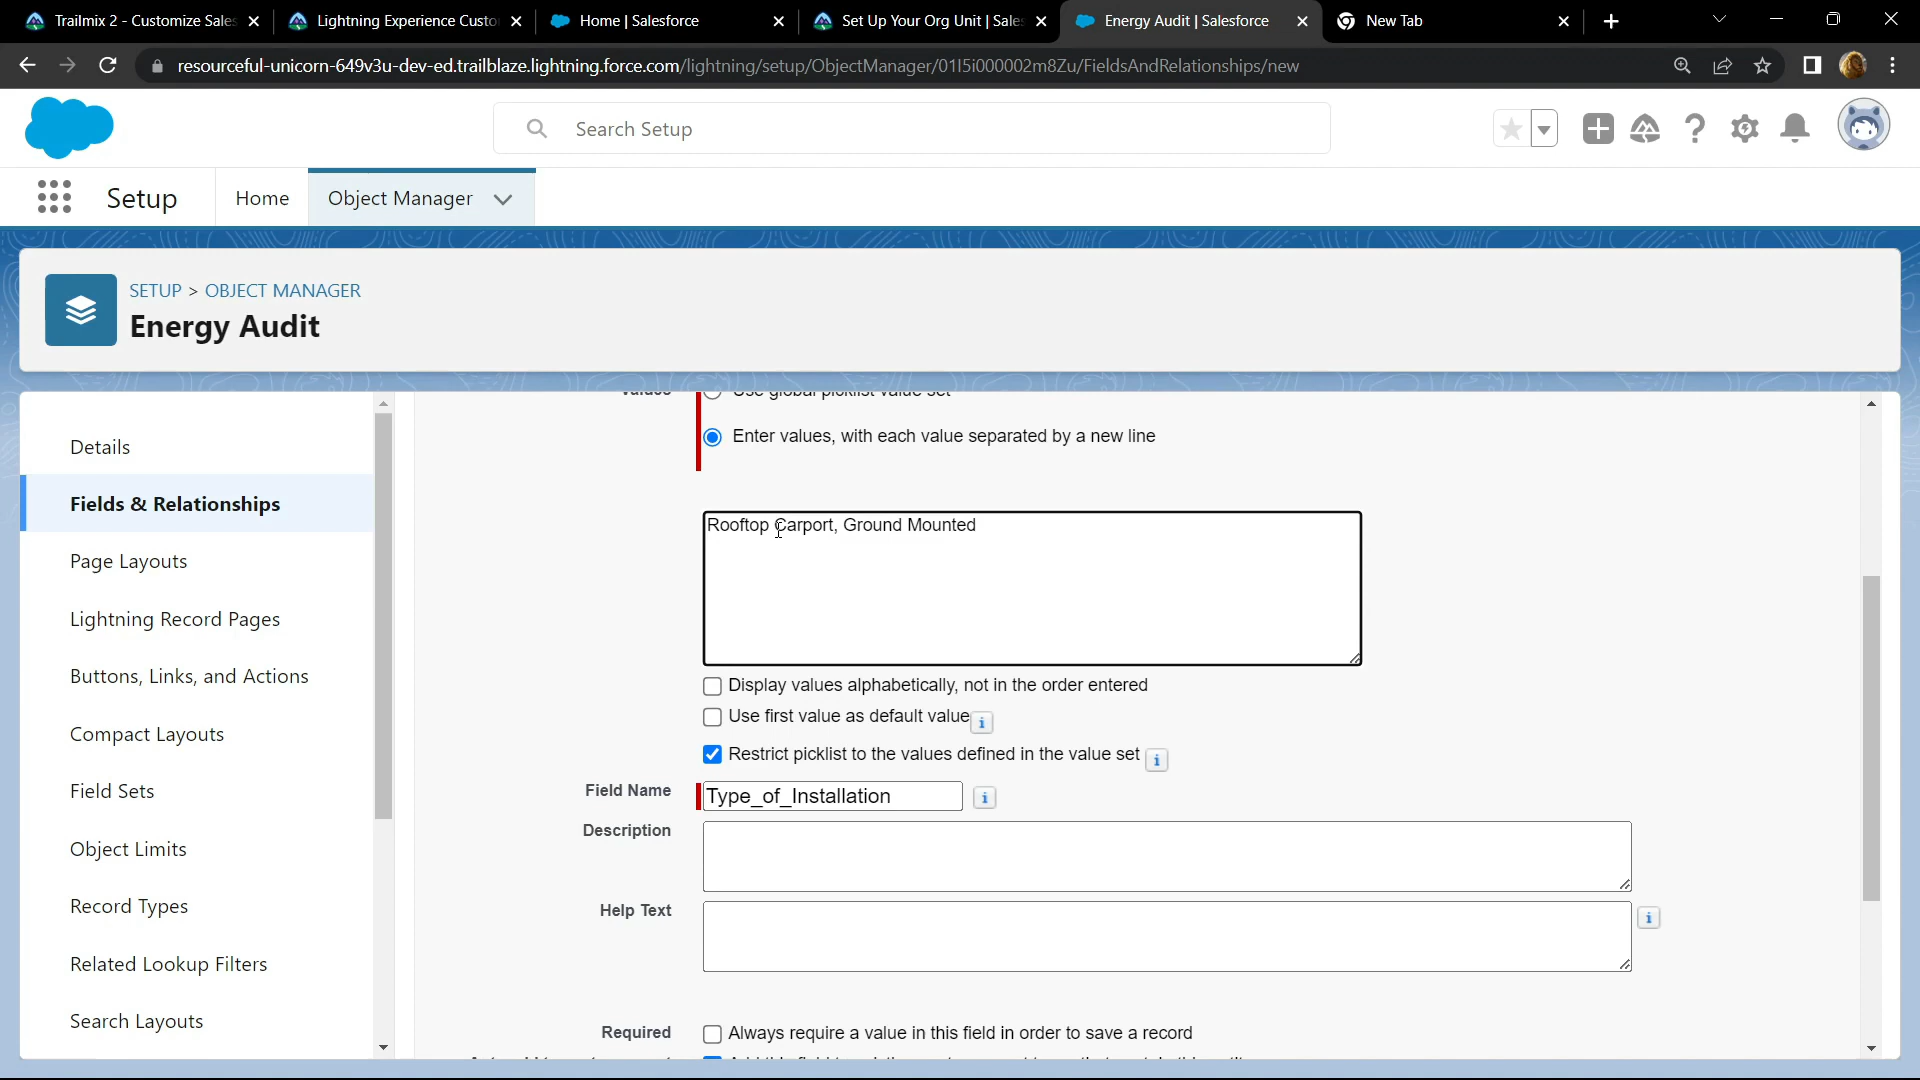 Trailmix 2 - Customize Sales
Lightning Experience Custo
Home | Salesforce
Set Up Your Org Unit | Sales
Energy Audit | Salesforce
New Tab
resourceful-unicorn-649v3u-dev-ed.trailblaze.lightning.force.com/lightning/setup/ObjectManager/01I5i000002m8Zu/FieldsAndRelationships/new
Search Setup
Setup
Home
Object Manager
SETUP > OBJECT MANAGER
Energy Audit
Details
Fields & Relationships
Page Layouts
Lightning Record Pages
Buttons, Links, and Actions
Compact Layouts
Field Sets
Object Limits
Record Types
Related Lookup Filters
Search Layouts
Values
Use global picklist value set
Enter values, with each value separated by a new line
Rooftop Carport, Ground Mounted
Display values alphabetically, not in the order entered
Use first value as default value
Restrict picklist to the values defined in the value set
Field Name
Type_of_Installation
Description
Help Text
Required
Always require a value in this field in order to save a record